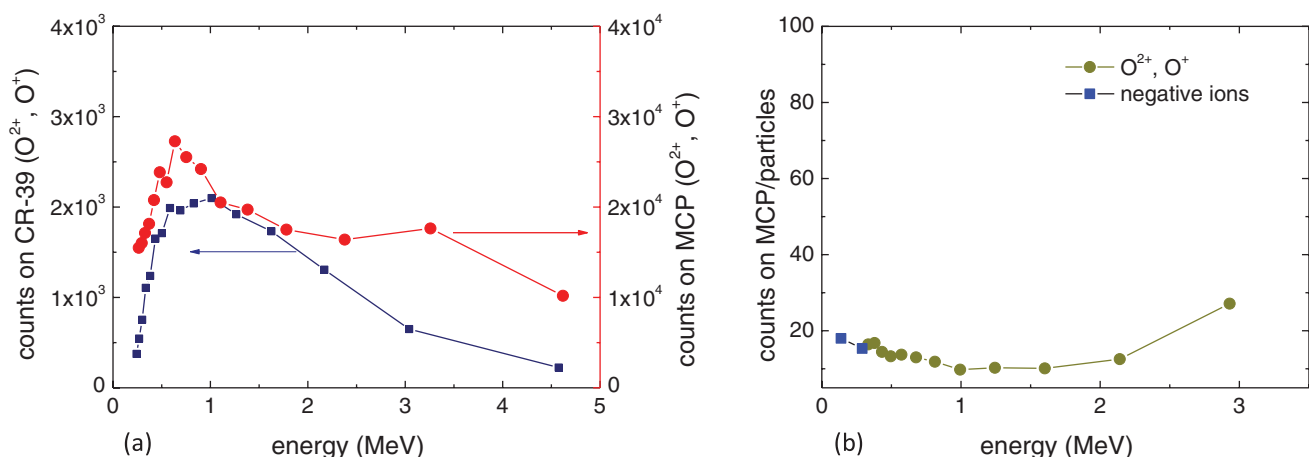 4x10³
3x10³
2x10³
1x10³
0
counts on CR-39 (O²⁺, O⁺)
4x10⁴
3x10⁴
2x10⁴
1x10⁴
0
counts on MCP (O²⁺, O⁺)
0 1 2 3 4 5
(a) energy (MeV)
100
80
60
40
20
counts on MCP/particles
O²⁺, O⁺
negative ions
0 1 2 3
(b) energy (MeV)